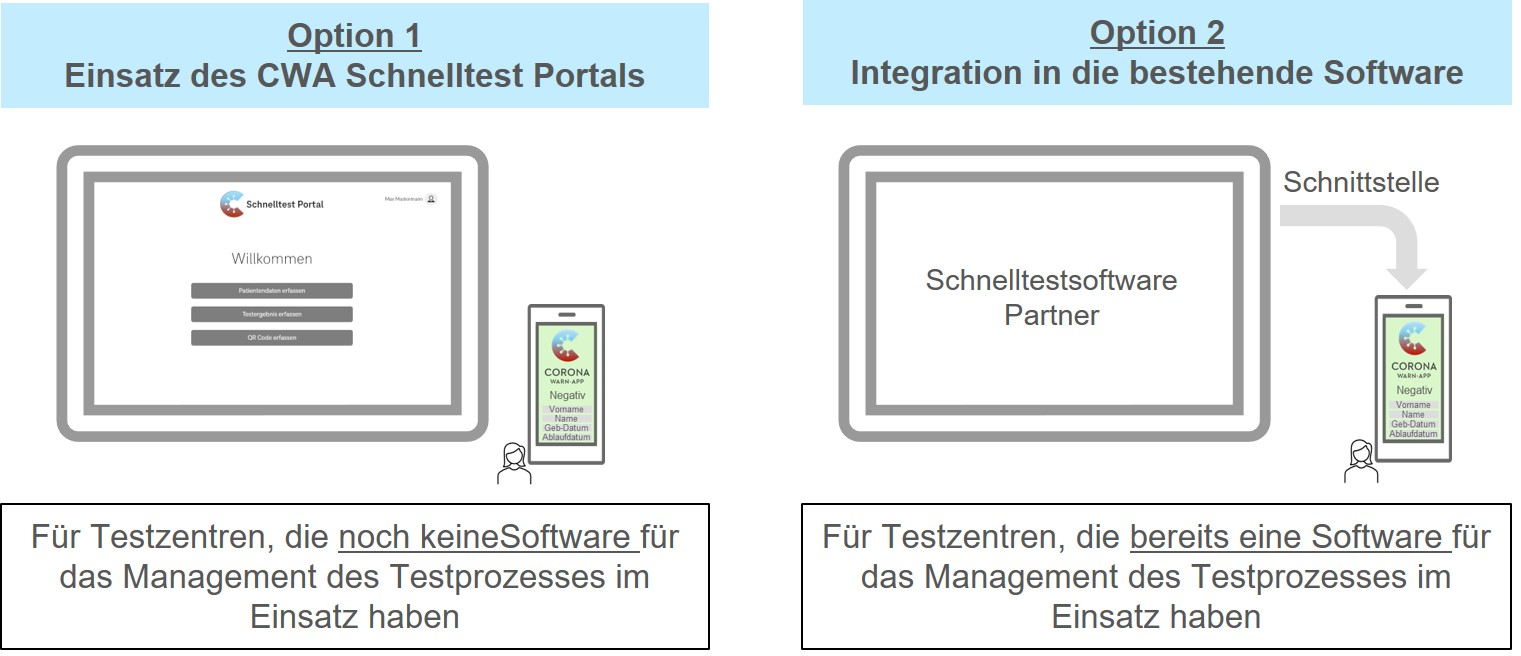 Option 1
Einsatz des CWA Schnelltest Portals
Schnelltest Portal
Max Mustermann
Willkommen
Patientendaten erfassen
Testergebnis erfassen
QR Code erfassen
CORONA
WARN-APP
Negativ
Vorname
Name
Geb-Datum
Ablaufdatum
Für Testzentren, die noch keineSoftware für
das Management des Testprozesses im
Einsatz haben
Option 2
Integration in die bestehende Software
Schnittstelle
Schnelltestsoftware
Partner
CORONA
WARN-APP
Negativ
Vorname
Name
Geb-Datum
Ablaufdatum
Für Testzentren, die bereits eine Software für
das Management des Testprozesses im
Einsatz haben